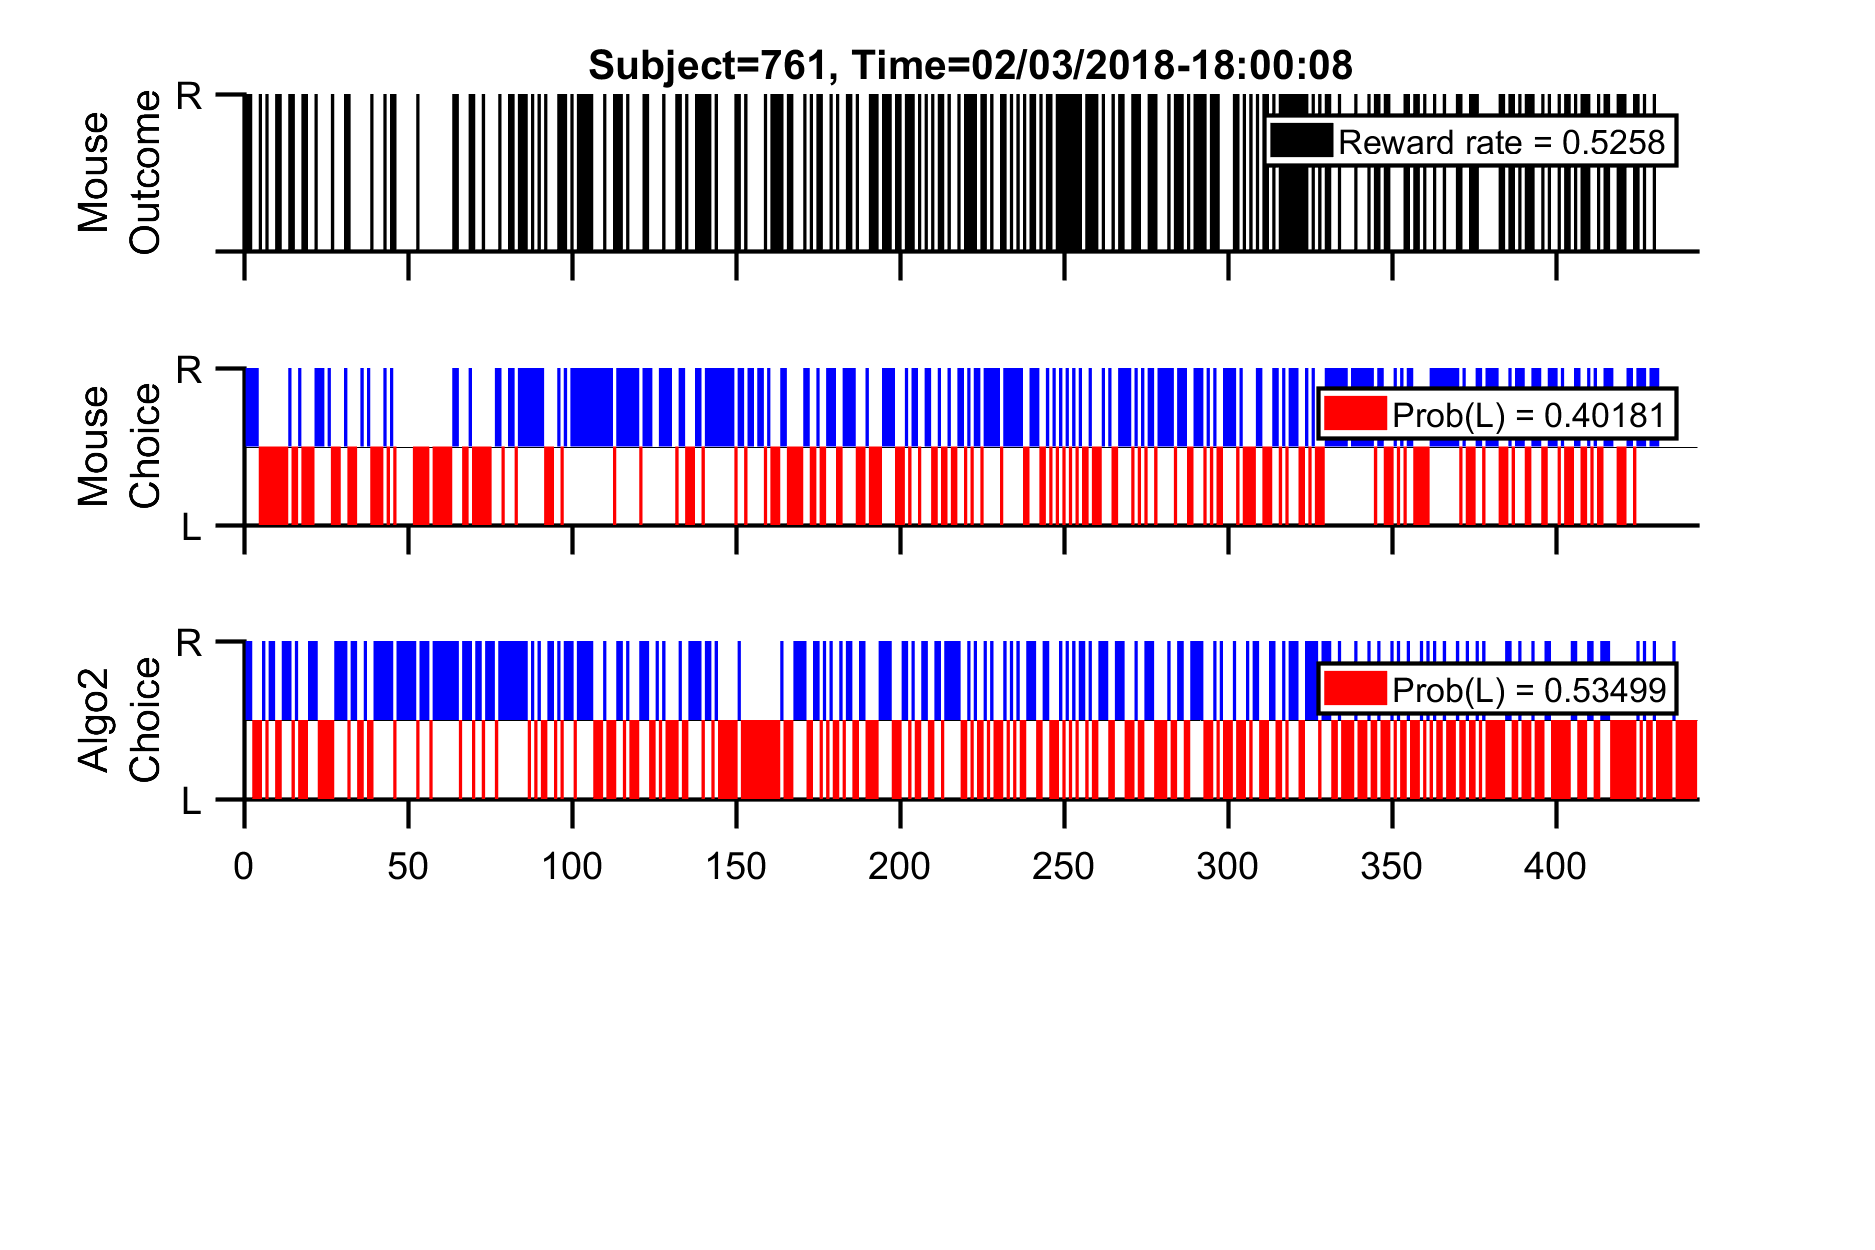 Subject=761, Time=02/03/2018-18:00:08
Mouse
Outcome
R
Reward rate = 0.5258
Mouse
Choice
R
L
Prob(L) = 0.40181
Algo2
Choice
R
L
Prob(L) = 0.53499
0 50 100 150 200 250 300 350 400